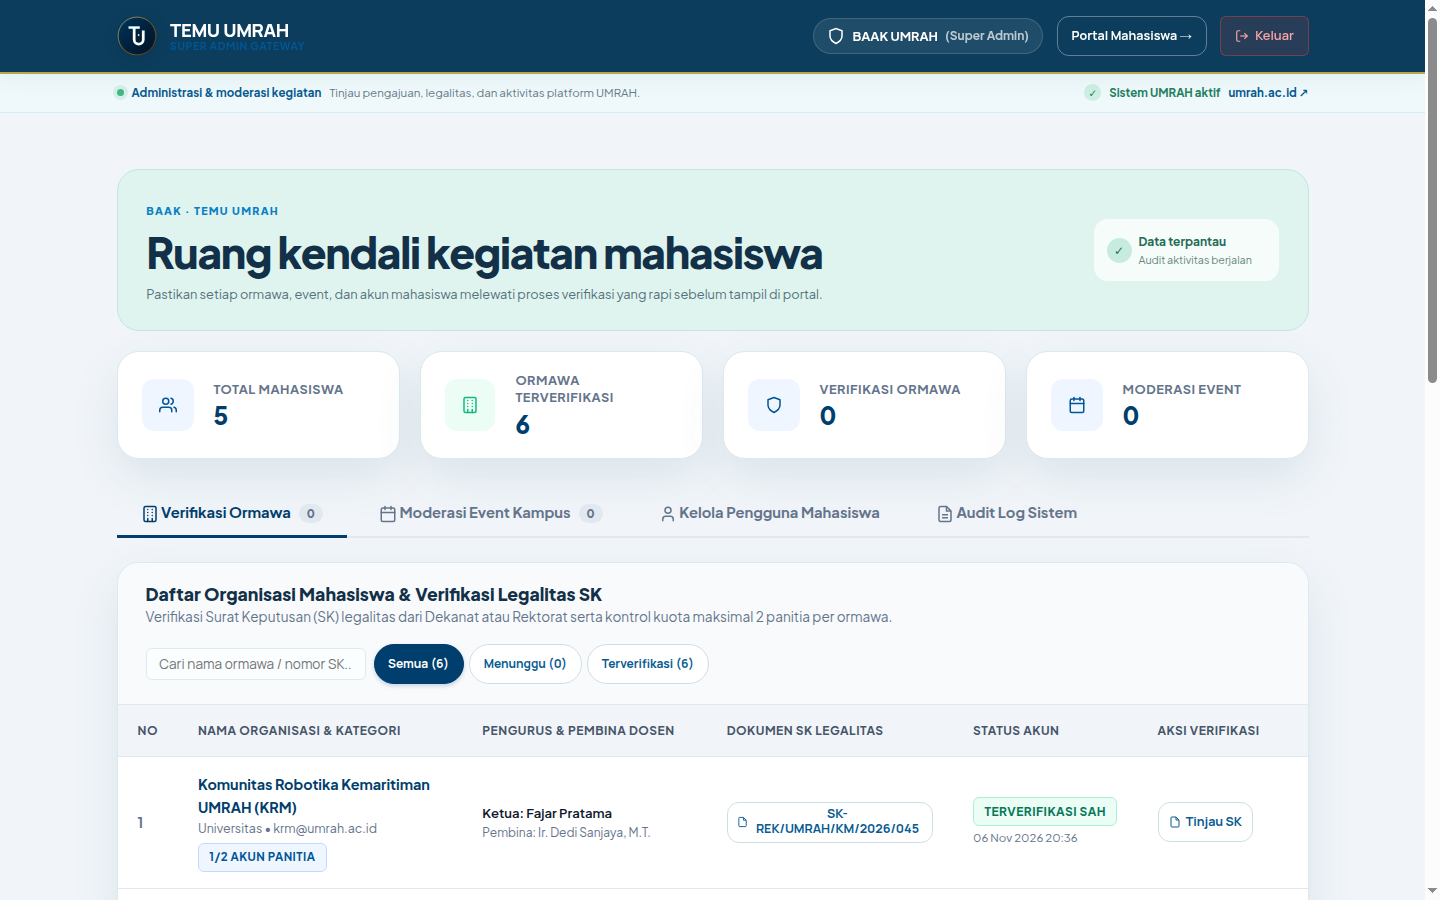 TEMU UMRAH
SUPER ADMIN GATEWAY
BAAK UMRAH (Super Admin)
Portal Mahasiswa →
Keluar
Administrasi & moderasi kegiatan Tinjau pengajuan, legalitas, dan aktivitas platform UMRAH.
✓ Sistem UMRAH aktif umrah.ac.id ↗
BAAK · TEMU UMRAH
Ruang kendali kegiatan mahasiswa
Pastikan setiap ormawa, event, dan akun mahasiswa melewati proses verifikasi yang rapi sebelum tampil di portal.
✓ Data terpantau
Audit aktivitas berjalan
TOTAL MAHASISWA
5
ORMAWA
TERVERIFIKASI
6
VERIFIKASI ORMAWA
0
MODERASI EVENT
0
Verifikasi Ormawa 0
Moderasi Event Kampus 0
Kelola Pengguna Mahasiswa
Audit Log Sistem
Daftar Organisasi Mahasiswa & Verifikasi Legalitas SK
Verifikasi Surat Keputusan (SK) legalitas dari Dekanat atau Rektorat serta kontrol kuota maksimal 2 panitia per ormawa.
Cari nama ormawa / nomor SK..
Semua (6)
Menunggu (0)
Terverifikasi (6)
NO NAMA ORGANISASI & KATEGORI PENGURUS & PEMBINA DOSEN DOKUMEN SK LEGALITAS STATUS AKUN AKSI VERIFIKASI
1
Komunitas Robotika Kemaritiman
UMRAH (KRM)
Universitas • krm@umrah.ac.id
1/2 AKUN PANITIA
Ketua: Fajar Pratama
Pembina: Ir. Dedi Sanjaya, M.T.
SK-
REK/UMRAH/KM/2026/045
TERVERIFIKASI SAH
06 Nov 2026 20:36
Tinjau SK